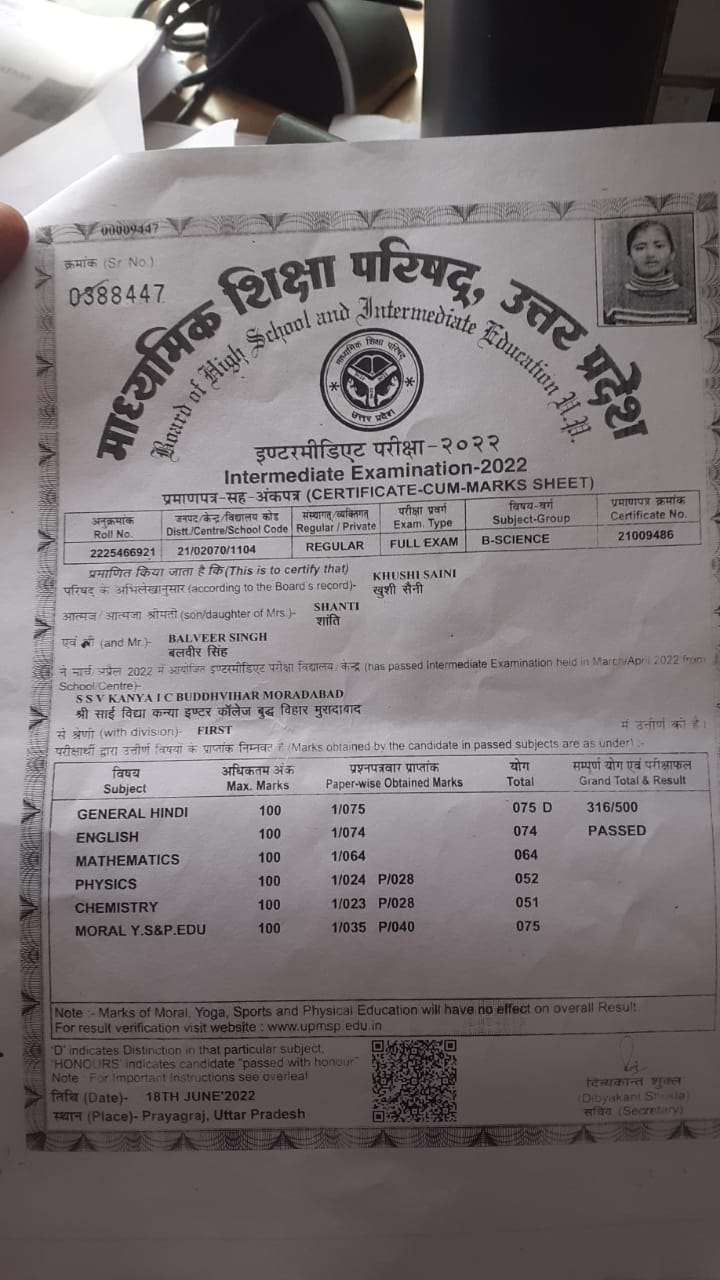 00009447
क्रमांक (Sr No.)
0388447
माध्यमिक शिक्षा परिषद्, उत्तर प्रदेश
Board of High School and Intermediate Education U.P.
माध्यमिक शिक्षा परिषद्
उत्तर प्रदेश
इण्टरमीडिएट परीक्षा-२०२२
Intermediate Examination-2022
प्रमाणपत्र-सह-अंकपत्र (CERTIFICATE-CUM-MARKS SHEET)
अनुक्रमांक जनपद/केन्द्र/विद्यालय कोड संस्थागत/व्यक्तिगत परीक्षा प्रवर्ग विषय-वर्ग प्रमाणपत्र क्रमांक
Roll No. Distt./Centre/School Code Regular / Private Exam. Type Subject-Group Certificate No.
2225466921 21/02070/1104 REGULAR FULL EXAM B-SCIENCE 21009486
प्रमाणित किया जाता है कि(This is to certify that)
परिषद के अभिलेखानुसार (according to the Board's record)- KHUSHI SAINI
खुशी सैनी
आत्मज/आत्मजा श्रीमती (son/daughter of Mrs.)- SHANTI
शांति
एवं श्री (and Mr.)- BALVEER SINGH
बलवीर सिंह
ने मार्च/अप्रैल 2022 में आयोजित इण्टरमीडिएट परीक्षा विद्यालय/केन्द्र (has passed Intermediate Examination held in March/April 2022 from
School/Centre)-
S S V KANYA I C BUDDHVIHAR MORADABAD
श्री साई विद्या कन्या इण्टर कॉलेज बुद्ध विहार मुरादाबाद
से श्रेणी (with division)- FIRST में उत्तीर्ण की है।
परीक्षार्थी द्वारा उत्तीर्ण विषयों के प्राप्तांक निम्नवत हैं (Marks obtained by the candidate in passed subjects are as under) :-
विषय अधिकतम अंक प्रश्नपत्रवार प्राप्तांक योग सम्पूर्ण योग एवं परीक्षाफल
Subject Max. Marks Paper-wise Obtained Marks Total Grand Total & Result
GENERAL HINDI 100 1/075 075 D 316/500
ENGLISH 100 1/074 074 PASSED
MATHEMATICS 100 1/064 064
PHYSICS 100 1/024 P/028 052
CHEMISTRY 100 1/023 P/028 051
MORAL Y.S&P.EDU 100 1/035 P/040 075
Note :- Marks of Moral, Yoga, Sports and Physical Education will have no effect on overall Result.
For result verification visit website : www.upmsp.edu.in
'D' indicates Distinction in that particular subject,
'HONOURS' indicates candidate "passed with honour"
Note : For Important Instructions see overleaf
तिथि (Date)- 18TH JUNE'2022
स्थान (Place)- Prayagraj, Uttar Pradesh
दिव्यकान्त शुक्ल
(Dibyakant Shukla)
सचिव (Secretary)